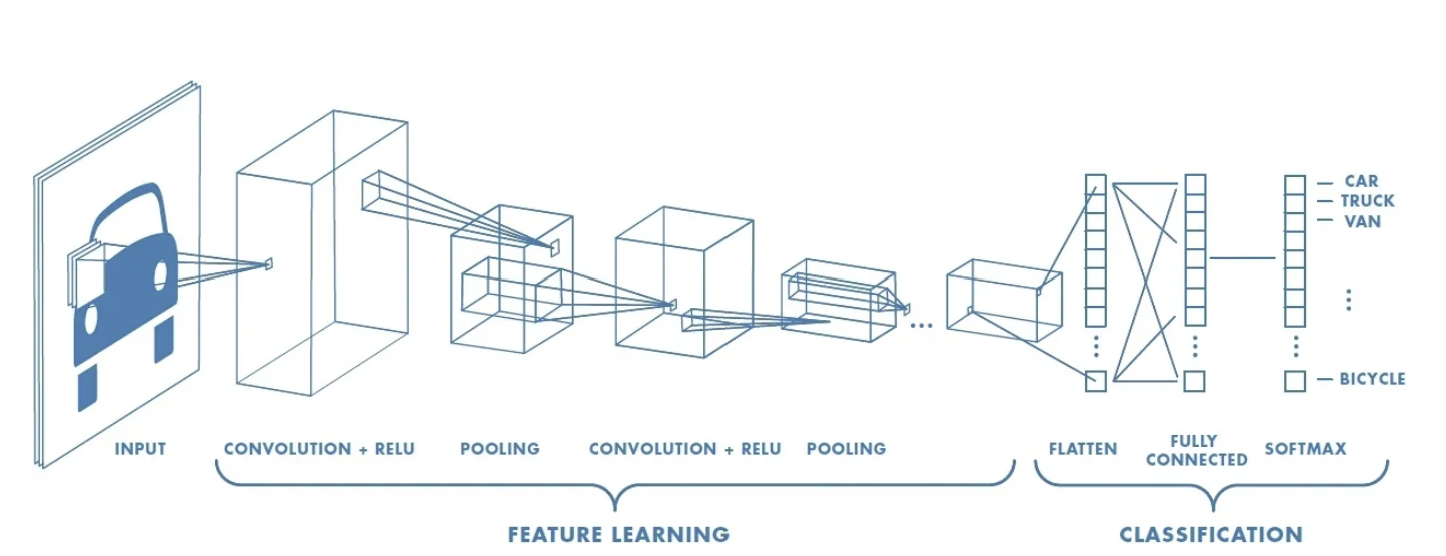 CAR
TRUCK
VAN
BICYCLE
INPUT
CONVOLUTION + RELU
POOLING
CONVOLUTION + RELU
POOLING
FLATTEN
FULLY
CONNECTED
SOFTMAX
FEATURE LEARNING
CLASSIFICATION